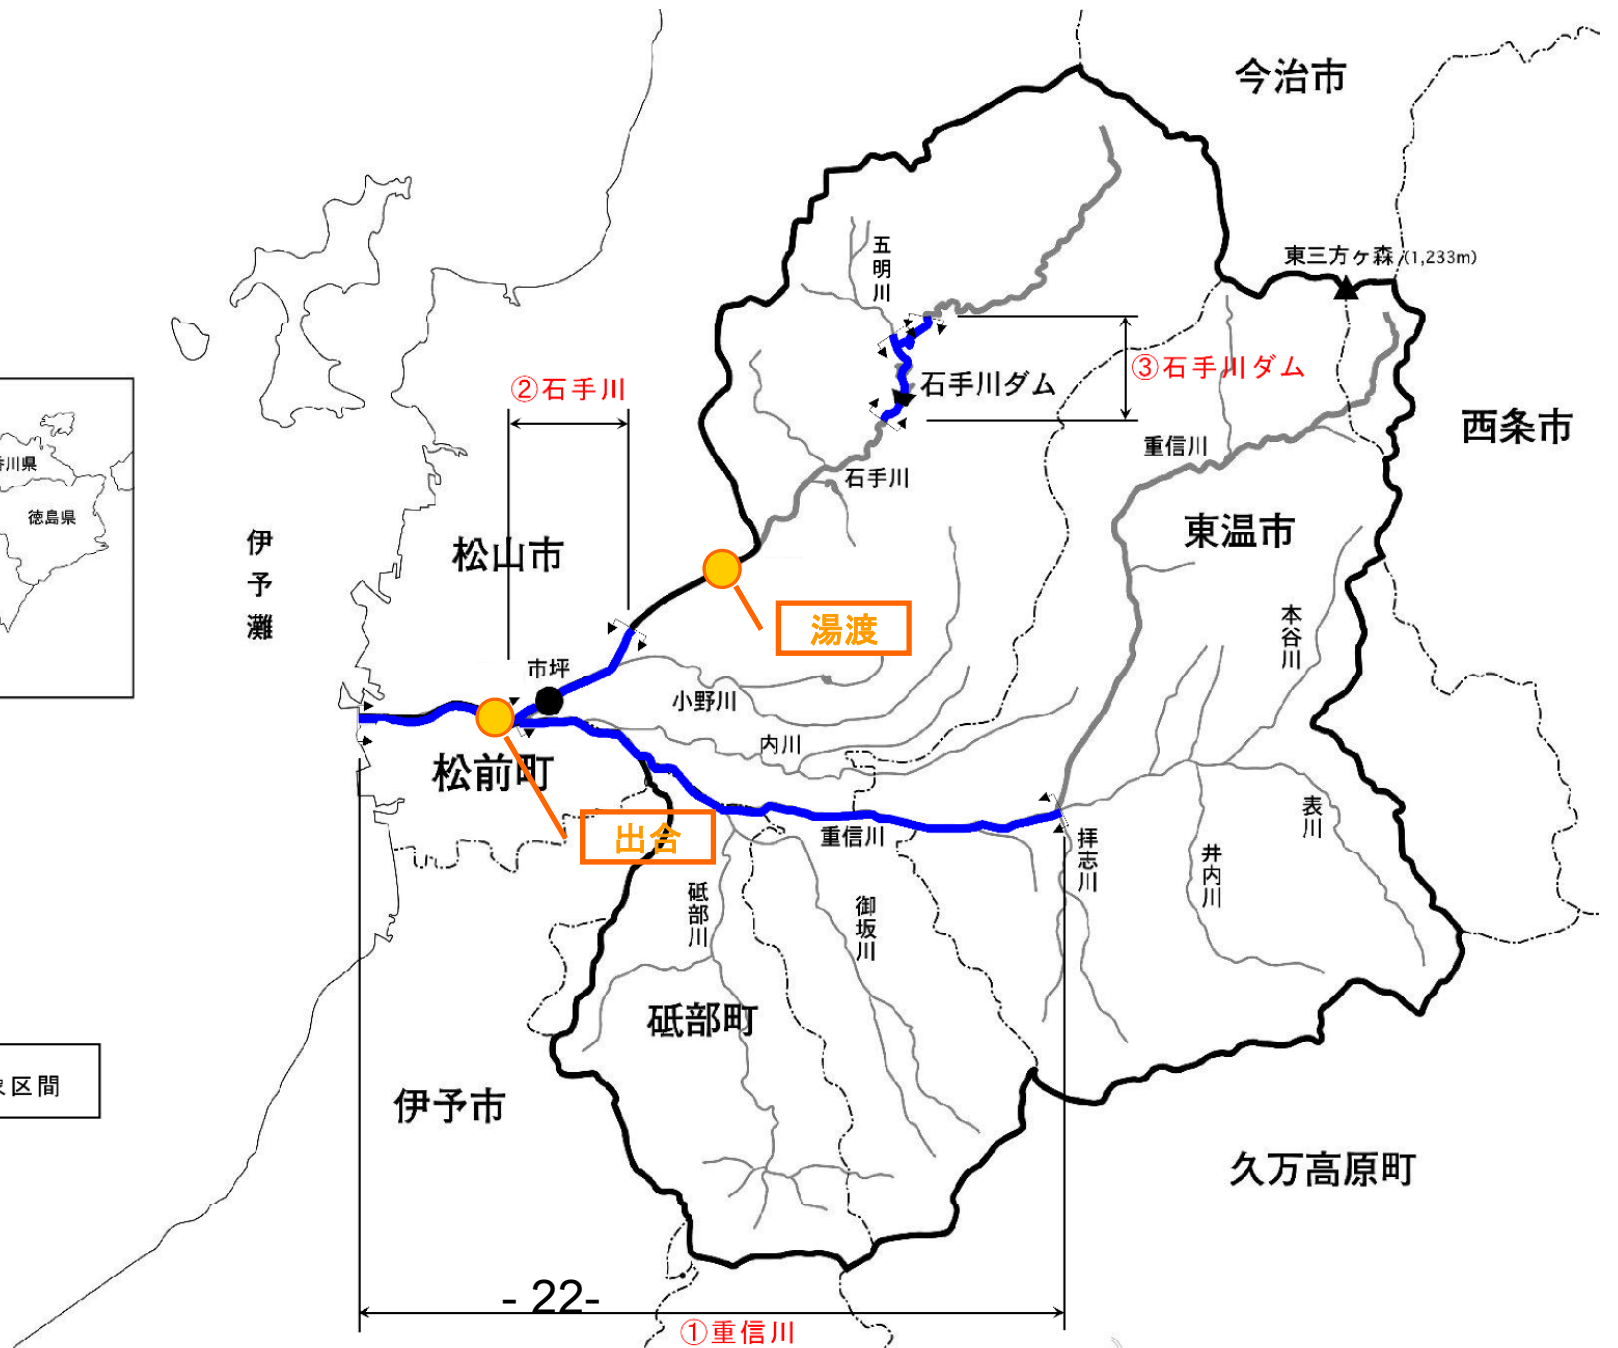 今治市
五明川
東三方ヶ森 (1,233m)
③石手川ダム
石手川ダム
②石手川
西条市
重信川
香川県
石手川
徳島県
東温市
伊予灘
松山市
本谷川
湯渡
市坪
小野川
内川
松前町
表川
出合
重信川
拝志川
井内川
砥部川
御坂川
砥部町
区間
伊予市
久万高原町
- 22-
①重信川